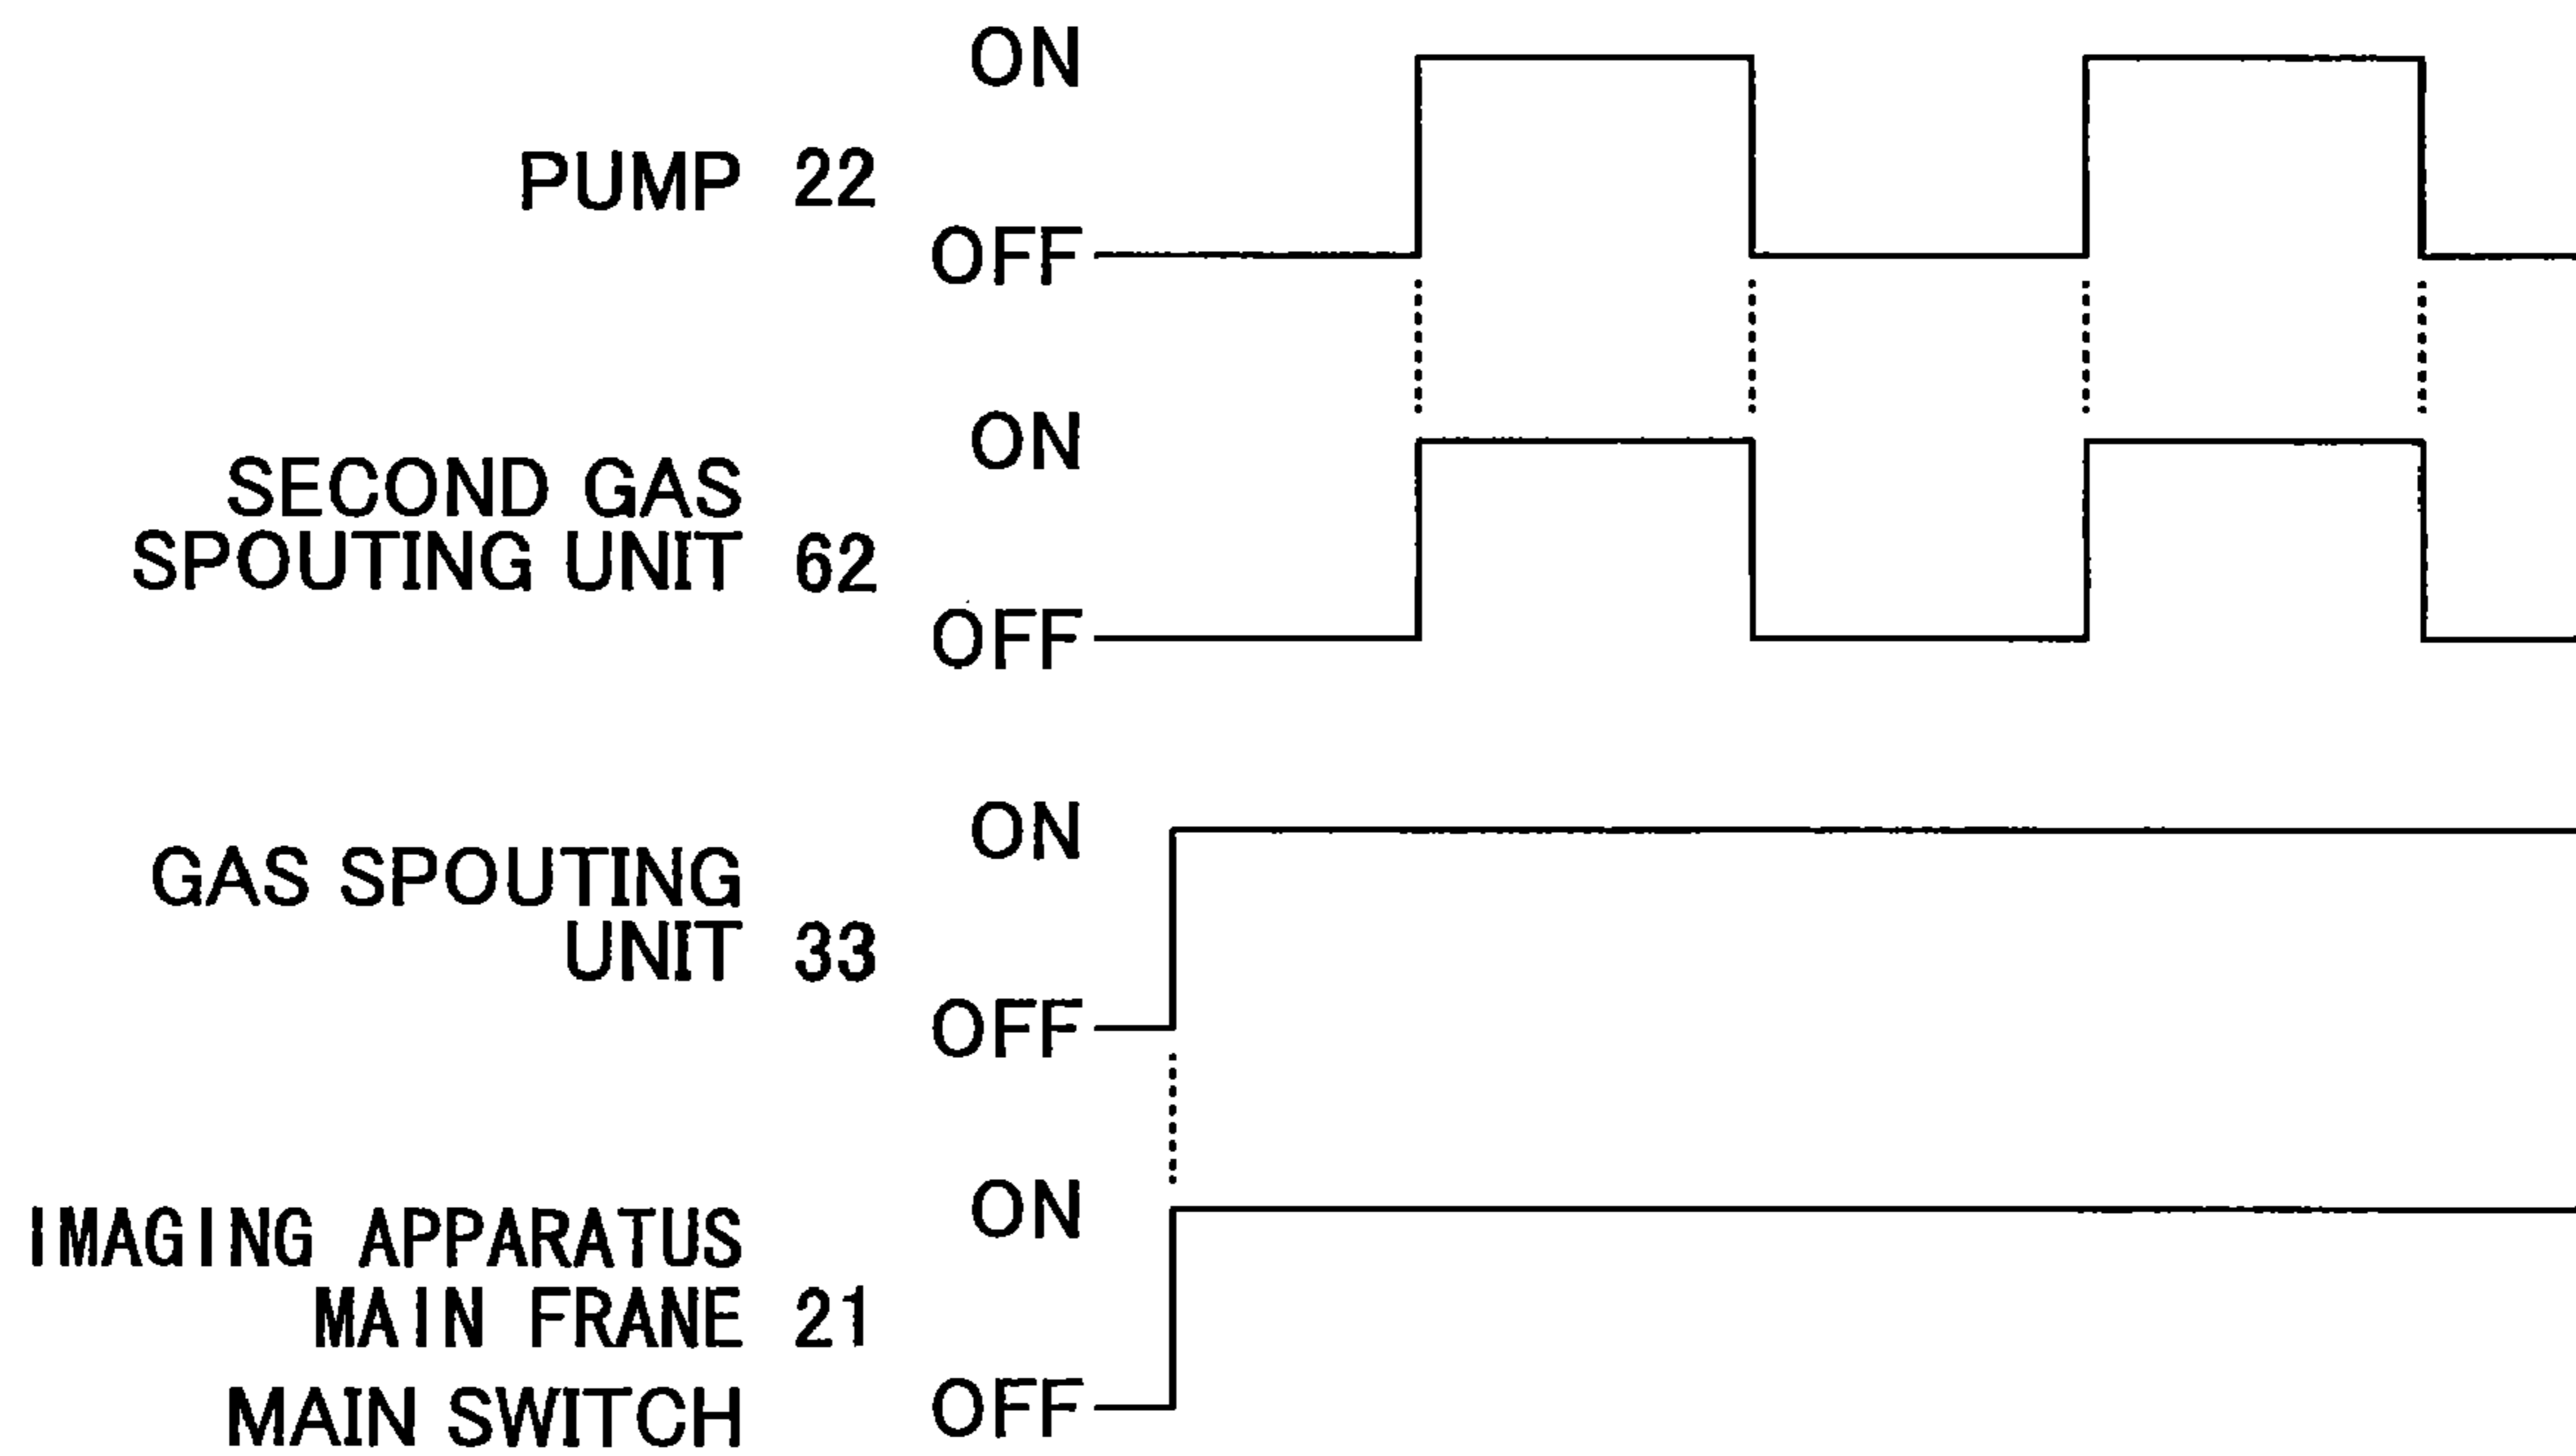 ON
PUMP 22
OFF
ON
SECOND GAS
SPOUTING UNIT 62
OFF
ON
GAS SPOUTING
UNIT 33
OFF
ON
IMAGING APPARATUS
MAIN FRANE 21
MAIN SWITCH
OFF